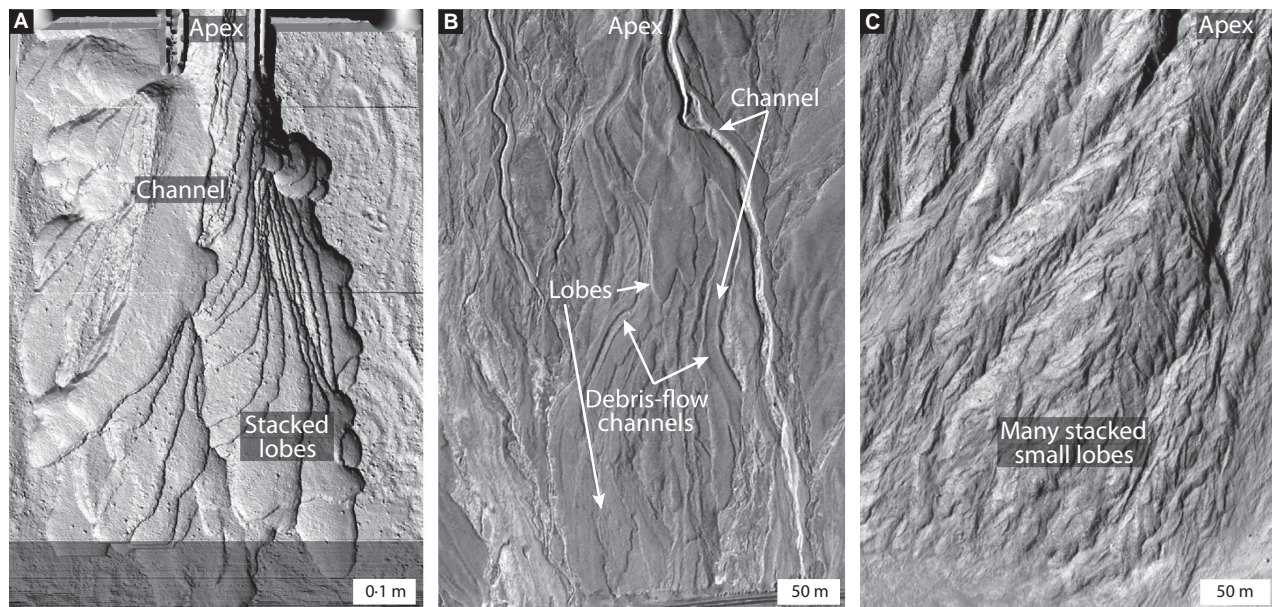 A
Apex
Channel
Stacked
lobes
0·1 m
B
Apex
Channel
Lobes
Debris-flow
channels
50 m
C
Apex
Many stacked
small lobes
50 m